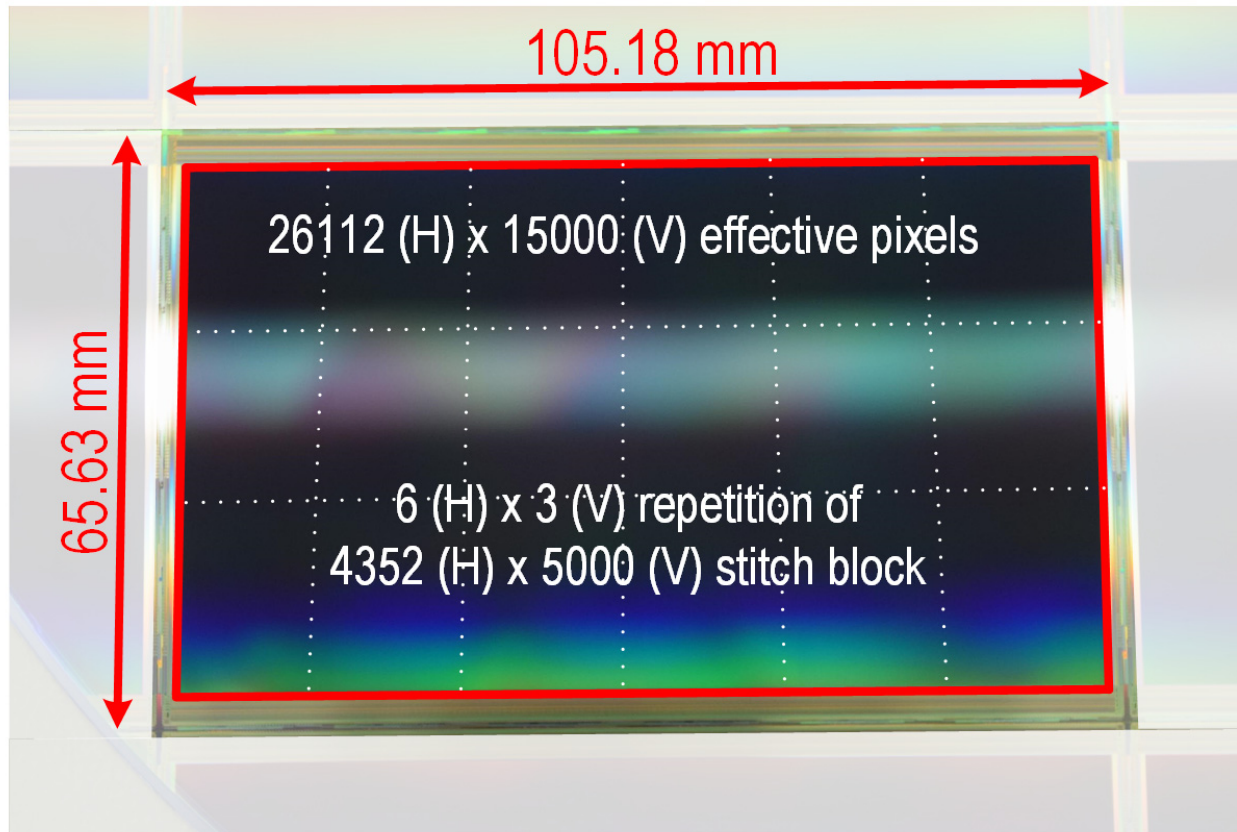 105.18 mm
65.63 mm
26112 (H) x 15000 (V) effective pixels
6 (H) x 3 (V) repetition of
4352 (H) x 5000 (V) stitch block